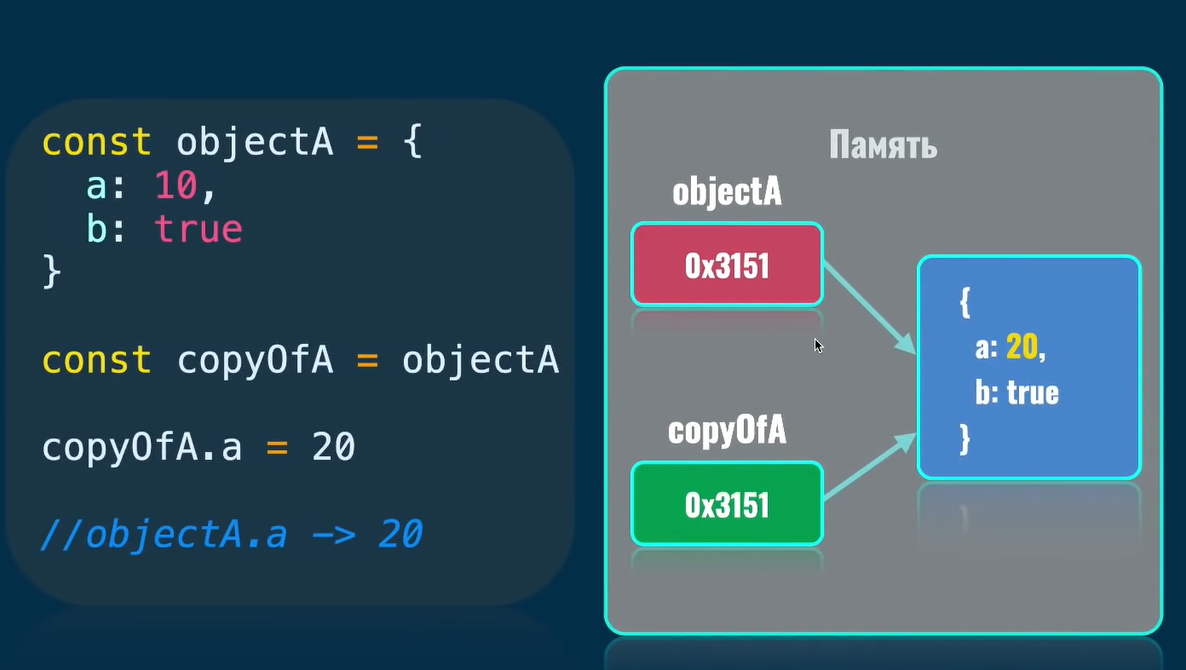 const objectA = {
  a: 10,
  b: true
}
const copyOfA = objectA
copyOfA.a = 20
//objectA.a -> 20
Память
objectA
0x3151
copyOfA
0x3151
{
  a: 20,
  b: true
}